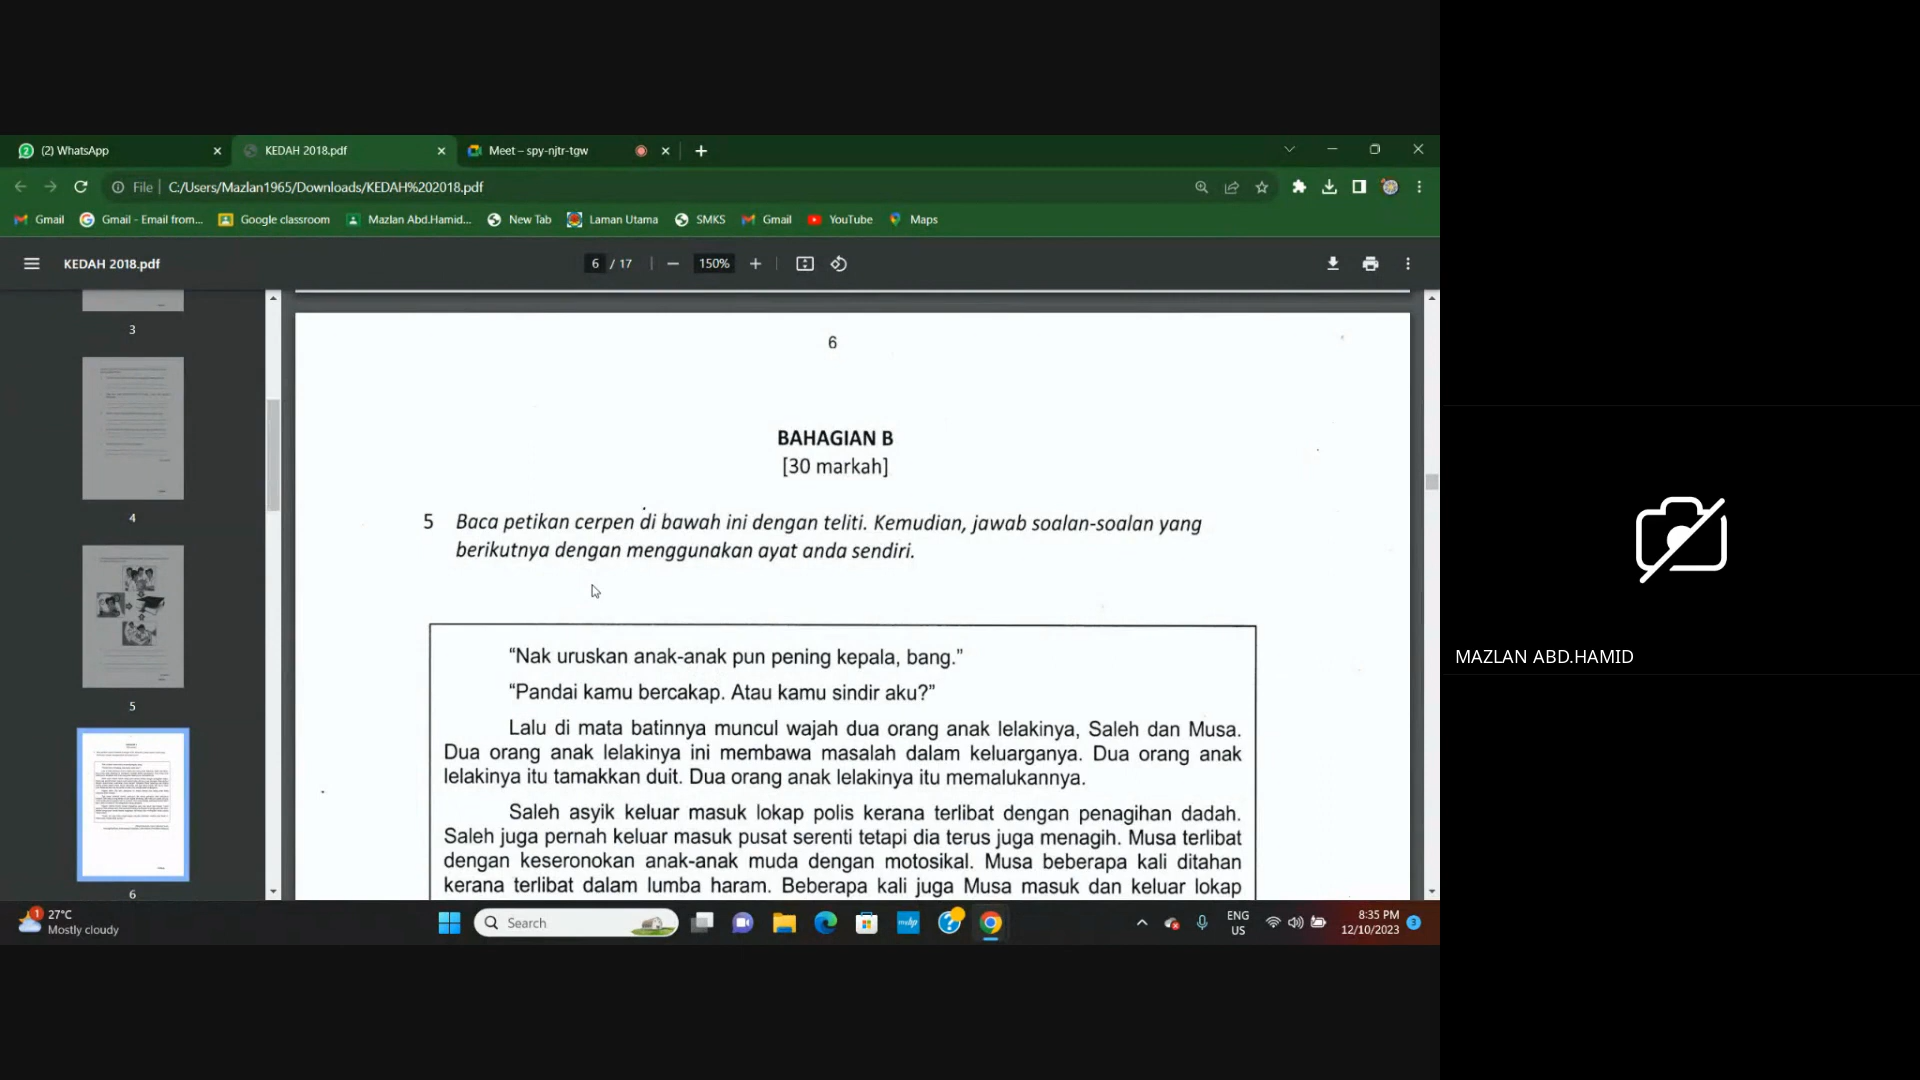 (2) WhatsApp
KEDAH 2018.pdf
Meet – spy-njtr-tgw
File
C:/Users/Mazlan1965/Downloads/KEDAH%202018.pdf
Gmail
Gmail - Email from...
Google classroom
Mazlan Abd.Hamid...
New Tab
Laman Utama
SMKS
Gmail
YouTube
Maps
KEDAH 2018.pdf
6 / 17
150%
3
4
5
6
6
BAHAGIAN B
[30 markah]
5 Baca petikan cerpen di bawah ini dengan teliti. Kemudian, jawab soalan-soalan yang
berikutnya dengan menggunakan ayat anda sendiri.
“Nak uruskan anak-anak pun pening kepala, bang.”
“Pandai kamu bercakap. Atau kamu sindir aku?”
Lalu di mata batinnya muncul wajah dua orang anak lelakinya, Saleh dan Musa.
Dua orang anak lelakinya ini membawa masalah dalam keluarganya. Dua orang anak
lelakinya itu tamakkan duit. Dua orang anak lelakinya itu memalukannya.
Saleh asyik keluar masuk lokap polis kerana terlibat dengan penagihan dadah.
Saleh juga pernah keluar masuk pusat serenti tetapi dia terus juga menagih. Musa terlibat
dengan keseronokan anak-anak muda dengan motosikal. Musa beberapa kali ditahan
kerana terlibat dalam lumba haram. Beberapa kali juga Musa masuk dan keluar lokap
MAZLAN ABD.HAMID
1
27°C
Mostly cloudy
Search
ENG
US
8:35 PM
12/10/2023
3